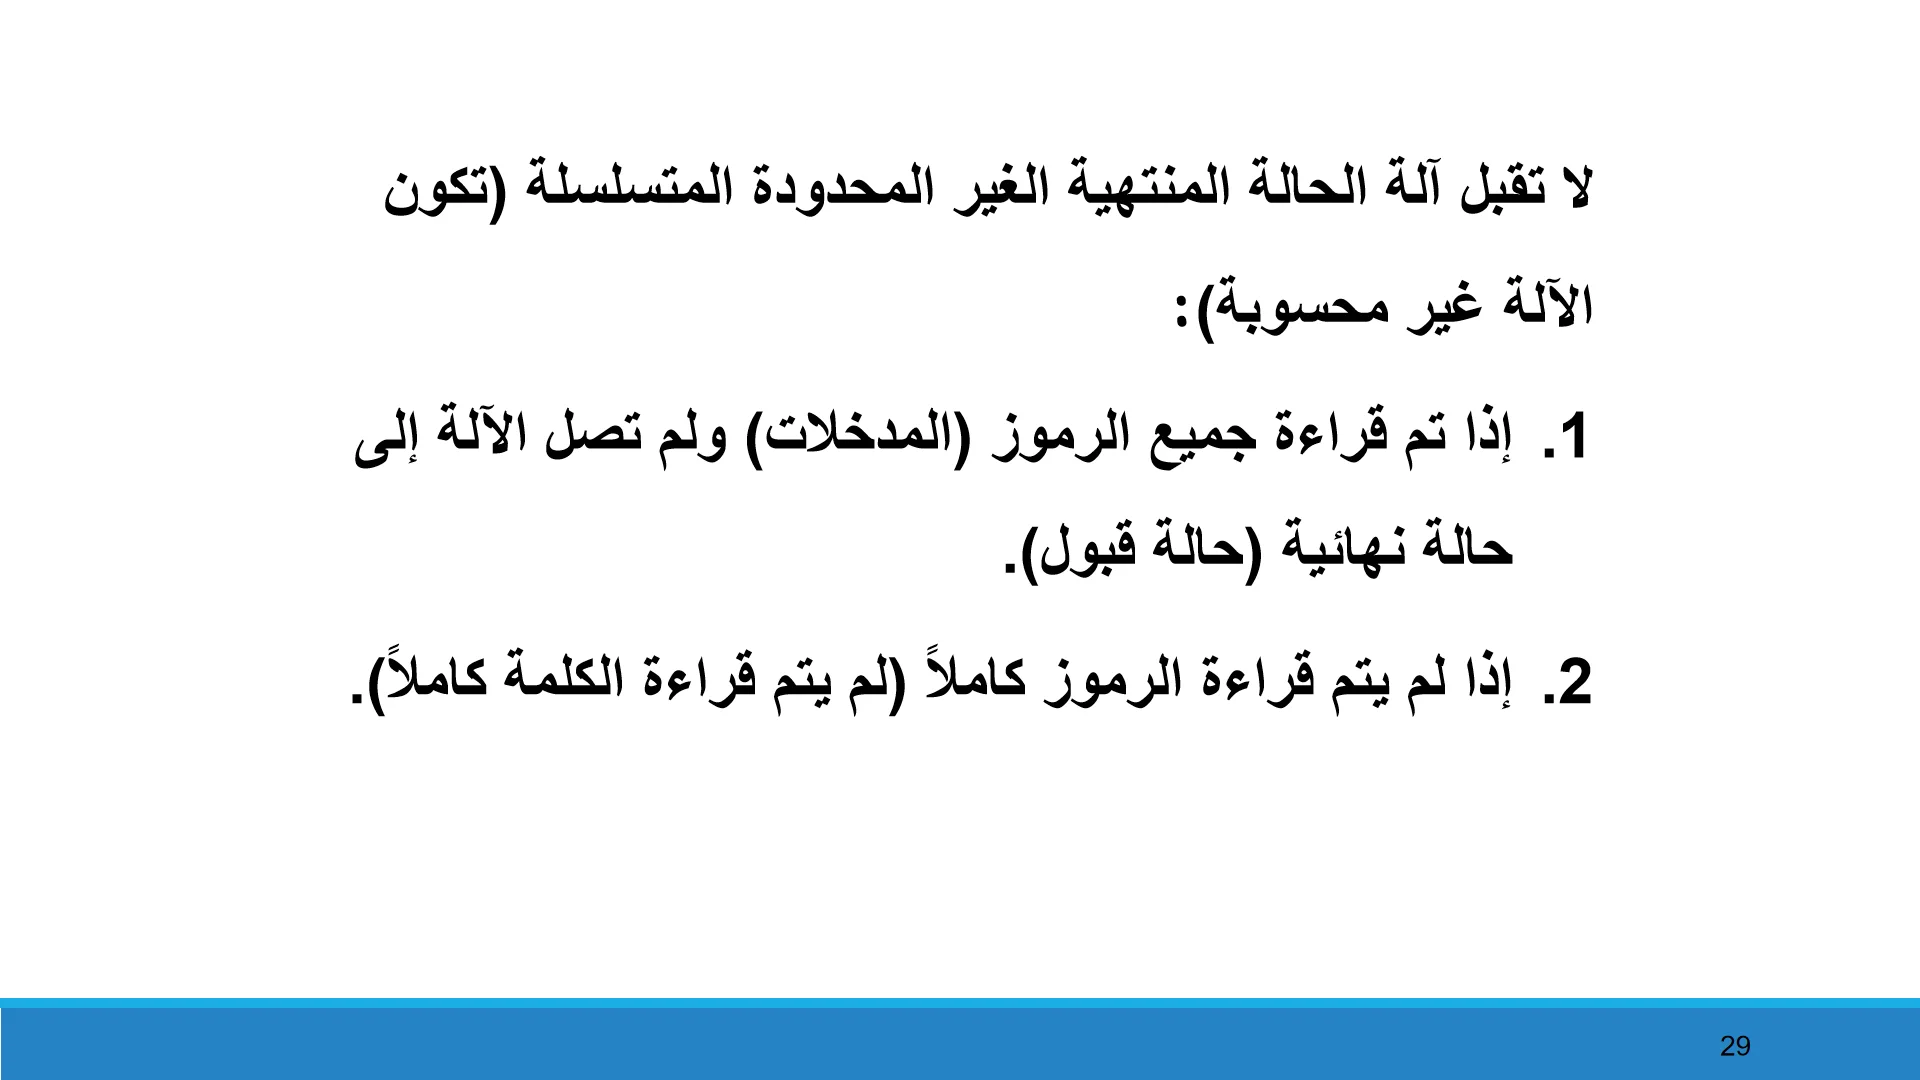 لا تقبل آلة الحالة المنتهية الغير المحدودة المتسلسلة (تكون
الآلة غير محسوبة):
1. إذا تم قراءة جميع الرموز (المدخلات) ولم تصل الآلة إلى
حالة نهائية (حالة قبول).
2. إذا لم يتم قراءة الرموز كاملاً (لم يتم قراءة الكلمة كاملاً).
29